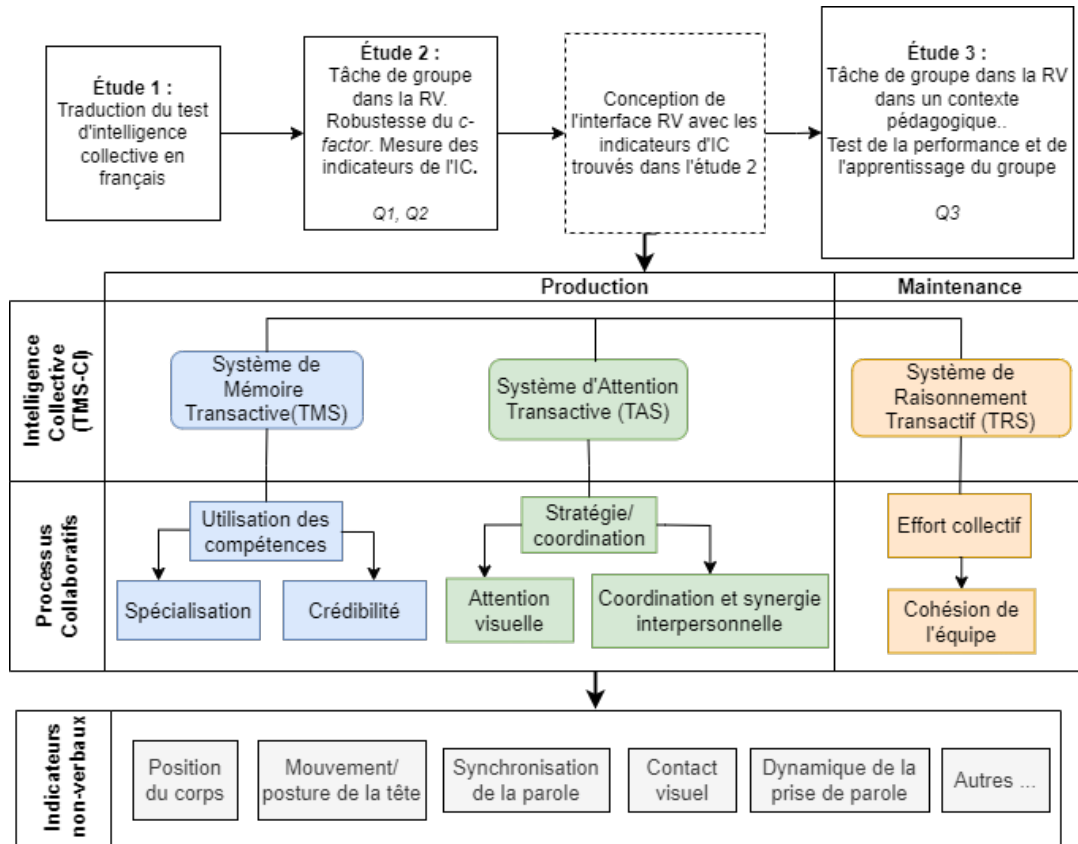 Étude 1 :
Traduction du test
d'intelligence
collective en
français
Étude 2 :
Tâche de groupe
dans la RV.
Robustesse du c-
factor. Mesure des
indicateurs de l'IC.
Q1, Q2
Conception de
l'interface RV avec les
indicateurs d'IC
trouvés dans l'étude 2
Étude 3 :
Tâche de groupe dans la RV
dans un contexte
pédagogique..
Test de la performance et de
l'apprentissage du groupe
Q3
Production
Maintenance
Intelligence
Collective
(TMS-CI)
Système de
Mémoire
Transactive(TMS)
Système d'Attention
Transactive (TAS)
Système de
Raisonnement
Transactif (TRS)
Processus
Collaboratifs
Utilisation des
compétences
Stratégie/
coordination
Effort collectif
Spécialisation
Crédibilité
Attention
visuelle
Coordination et synergie
interpersonnelle
Cohésion de
l'équipe
Indicateurs
non-verbaux
Position
du corps
Mouvement/
posture de la tête
Synchronisation
de la parole
Contact
visuel
Dynamique de la
prise de parole
Autres ...